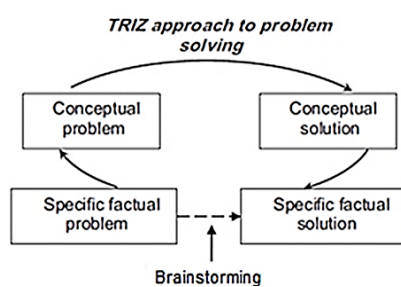 TRIZ approach to problem
solving
Conceptual
problem
Conceptual
solution
Specific factual
problem
Specific factual
solution
Brainstorming